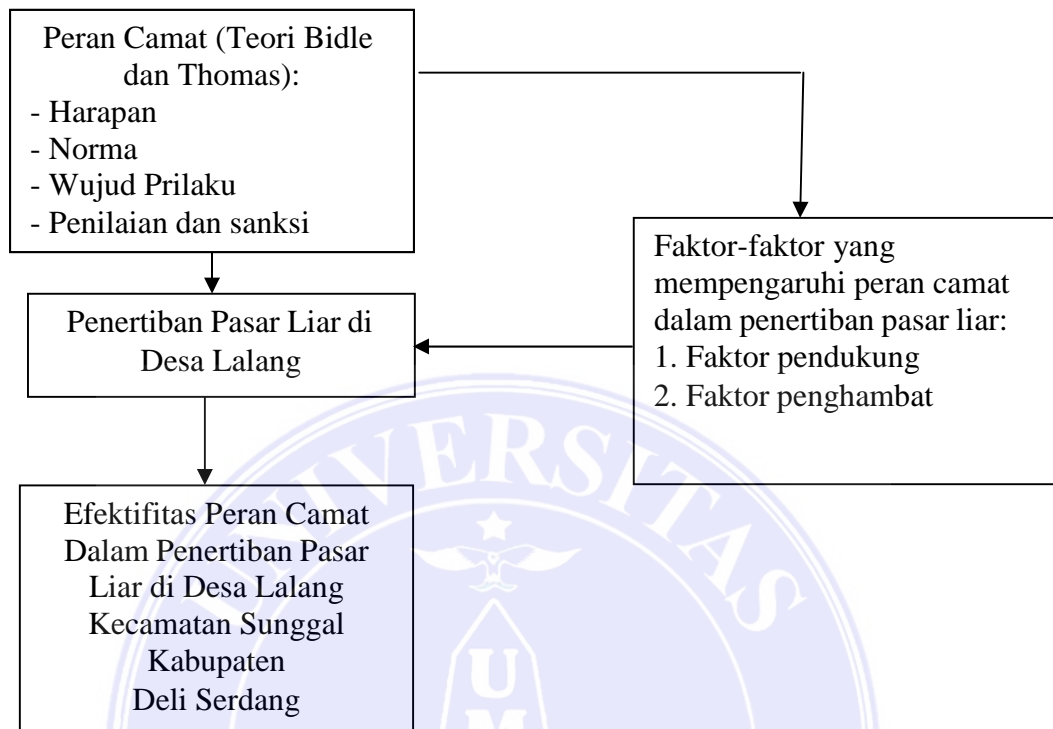 Peran Camat (Teori Bidle
dan Thomas):
- Harapan
- Norma
- Wujud Prilaku
- Penilaian dan sanksi
Faktor-faktor yang
mempengaruhi peran camat
dalam penertiban pasar liar:
1. Faktor pendukung
2. Faktor penghambat
Penertiban Pasar Liar di
Desa Lalang
Efektifitas Peran Camat
Dalam Penertiban Pasar
Liar di Desa Lalang
Kecamatan Sunggal
Kabupaten
Deli Serdang
UNIVERSITAS
U
M